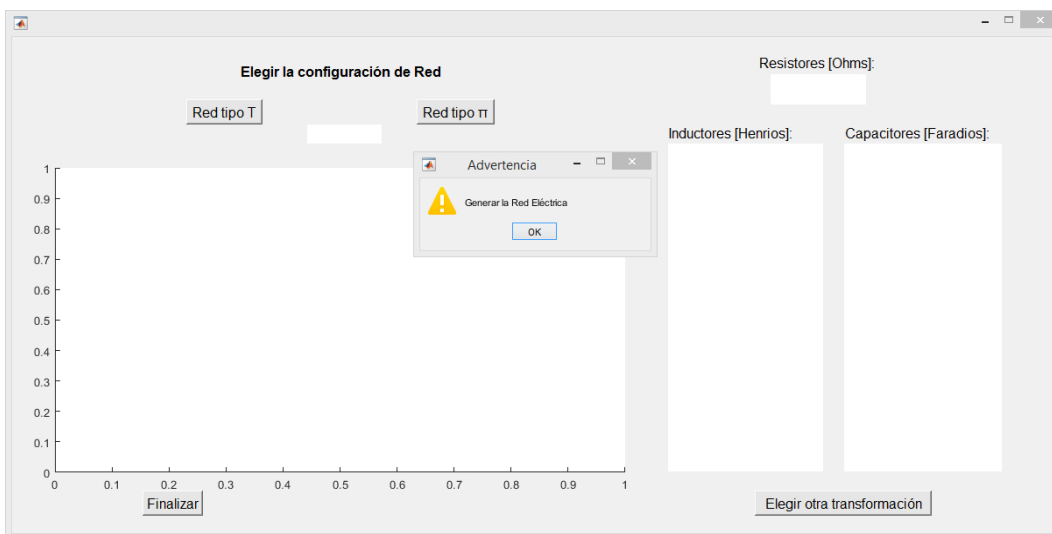 Elegir la configuración de Red
Red tipo T
Red tipo π
Resistores [Ohms]:
Inductores [Henrios]:
Capacitores [Faradios]:
Advertencia
Generar la Red Eléctrica
OK
1
0.9
0.8
0.7
0.6
0.5
0.4
0.3
0.2
0.1
0
0 0.1 0.2 0.3 0.4 0.5 0.6 0.7 0.8 0.9 1
Finalizar
Elegir otra transformación